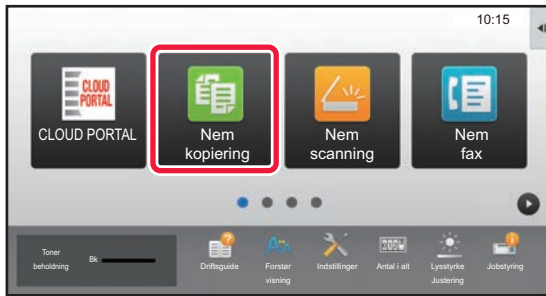 10:15
CLOUD
PORTAL
CLOUD PORTAL
Nem
kopiering
Nem
scanning
Nem
fax
Toner
beholdning
Bk
Driftsguide
Forstør
visning
Indstillinger
Antal i alt
Lysstyrke
Justering
Jobstyring